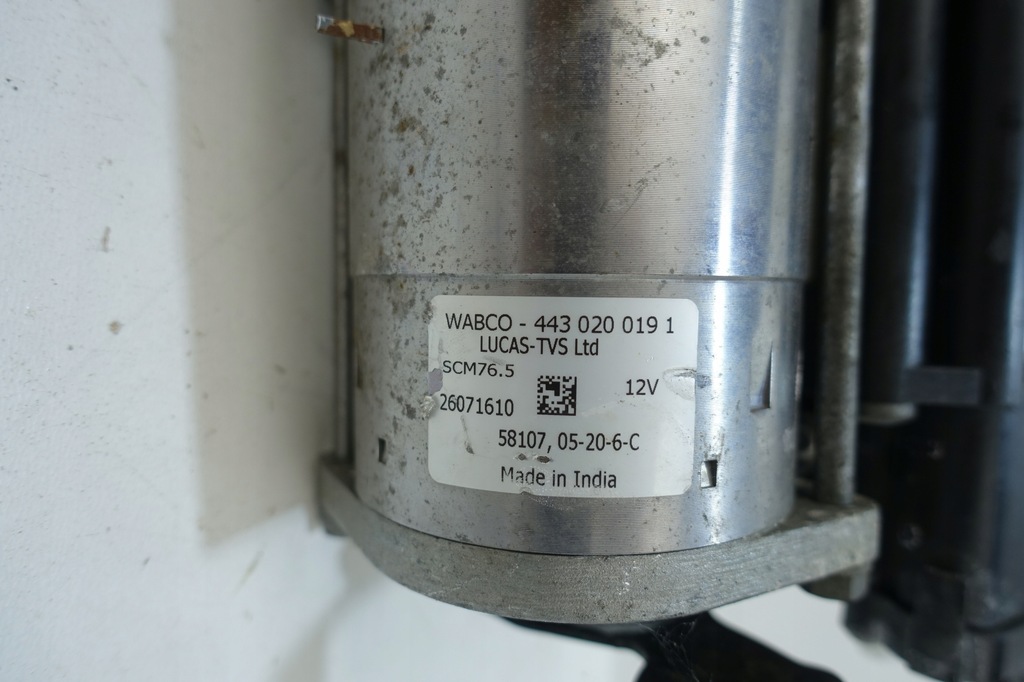 WABCO - 443 020 019 1
LUCAS-TVS Ltd
SCM76.5
12V
26071610
58107, 05-20-6-C
Made in India